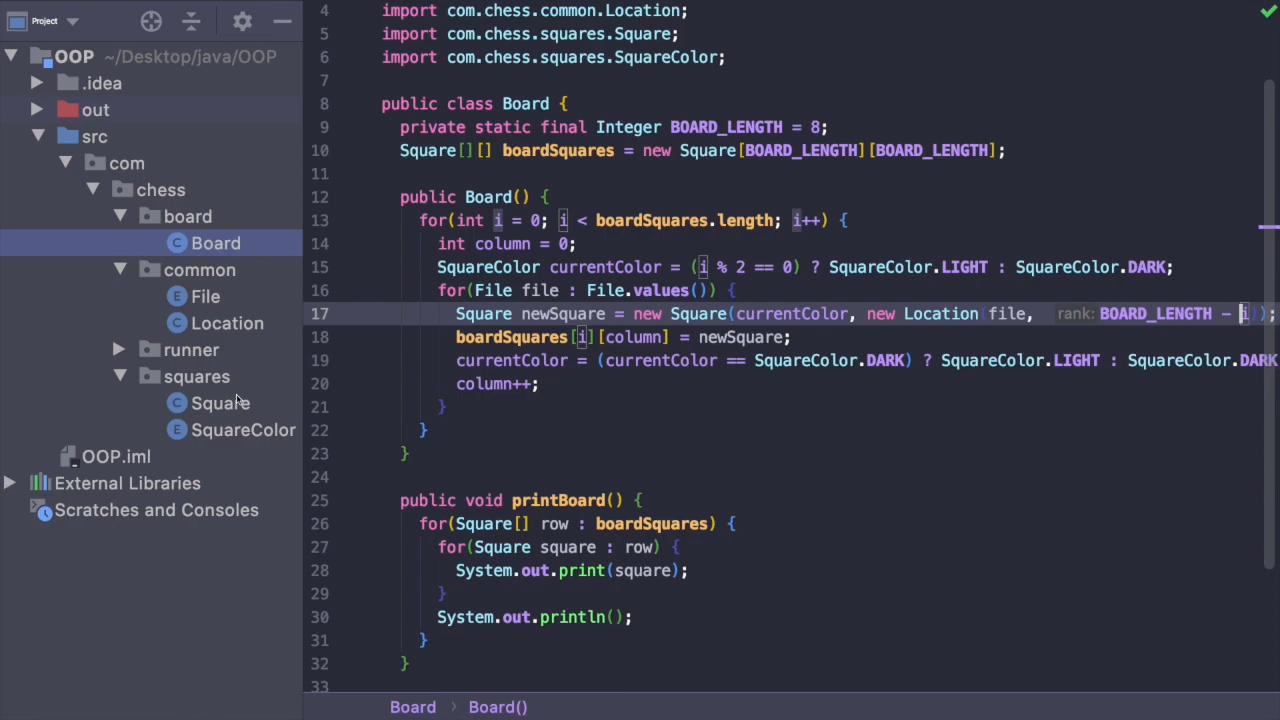 Project
OOP ~/Desktop/java/OOP
.idea
out
src
com
chess
board
Board
common
File
Location
runner
squares
Square
SquareColor
OOP.iml
External Libraries
Scratches and Consoles
4 import com.chess.common.Location;
5 import com.chess.squares.Square;
6 import com.chess.squares.SquareColor;
7
8 public class Board {
9 private static final Integer BOARD_LENGTH = 8;
10 Square[][] boardSquares = new Square[BOARD_LENGTH][BOARD_LENGTH];
11
12 public Board() {
13 for(int i = 0; i < boardSquares.length; i++) {
14 int column = 0;
15 SquareColor currentColor = (i % 2 == 0) ? SquareColor.LIGHT : SquareColor.DARK;
16 for(File file : File.values()) {
17 Square newSquare = new Square(currentColor, new Location(file, rank: BOARD_LENGTH - i));
18 boardSquares[i][column] = newSquare;
19 currentColor = (currentColor == SquareColor.DARK) ? SquareColor.LIGHT : SquareColor.DARK
20 column++;
21 }
22 }
23 }
24
25 public void printBoard() {
26 for(Square[] row : boardSquares) {
27 for(Square square : row) {
28 System.out.print(square);
29 }
30 System.out.println();
31 }
32 }
33
Board > Board()